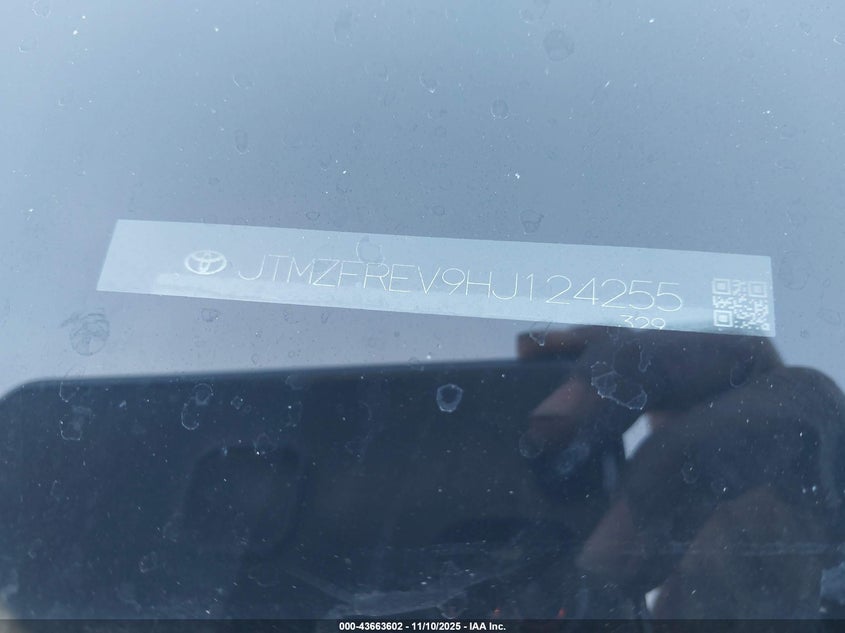 JTMZFREV9HJ124255
329
000-43663602 - 11/10/2025 - IAA Inc.